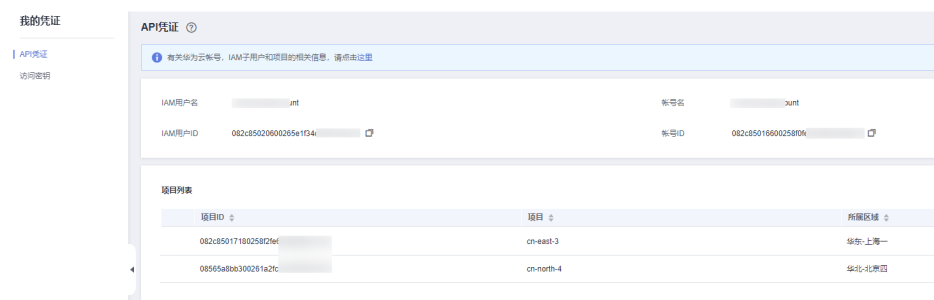 我的凭证
API凭证
访问密钥
API凭证
有关华为云帐号, IAM子用户和项目的相关信息, 请点击这里
IAM用户名 unt
帐号名 ount
IAM用户ID 082c85020600265e1f34
帐号ID 082c85016600258f0f
项目列表
项目ID 项目 所属区域
082c85017180258f2fe cn-east-3 华东-上海一
08565a8bb300261a2fc cn-north-4 华北-北京四